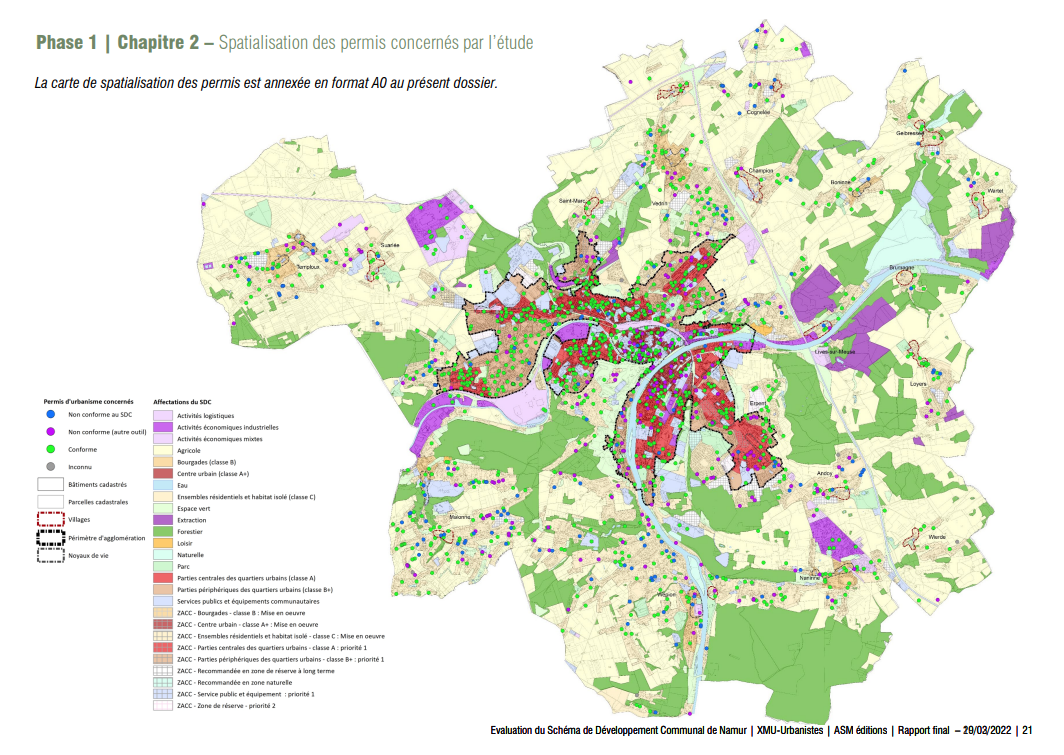 Phase 1 | Chapitre 2 – Spatialisation des permis concernés par l'étude
La carte de spatialisation des permis est annexée en format A0 au présent dossier.
Cognelée
Gelbressée
Champion
Boninne
Wartet
Saint-Marc
Vedrin
Suarlée
Temploux
Brumagne
Lives-sur-Meuse
Loyers
Erpent
Andoy
Malonne
Wierde
Naninne
Wépion
Permis d'urbanisme concernés
Non conforme au SDC
Non conforme (autre outil)
Conforme
Inconnu
Bâtiments cadastrés
Parcelles cadastrales
Villages
Périmètre d'agglomération
Noyaux de vie
Affectations du SDC
Activités logistiques
Activités économiques industrielles
Activités économiques mixtes
Agricole
Bourgades (classe B)
Centre urbain (classe A+)
Eau
Ensembles résidentiels et habitat isolé (classe C)
Espace vert
Extraction
Forestier
Loisir
Naturelle
Parc
Parties centrales des quartiers urbains (classe A)
Parties périphériques des quartiers urbains (classe B+)
Services publics et équipements communautaires
ZACC - Bourgades - classe B : Mise en oeuvre
ZACC - Centre urbain - classe A+ : Mise en oeuvre
ZACC - Ensembles résidentiels et habitat isolé - classe C : Mise en oeuvre
ZACC - Parties centrales des quartiers urbains - classe A : priorité 1
ZACC - Parties périphériques des quartiers urbains - classe B+ : priorité 1
ZACC - Recommandée en zone de réserve à long terme
ZACC - Recommandée en zone naturelle
ZACC - Service public et équipement : priorité 1
ZACC - Zone de réserve - priorité 2
Evaluation du Schéma de Développement Communal de Namur | XMU-Urbanistes | ASM éditions | Rapport final – | 21